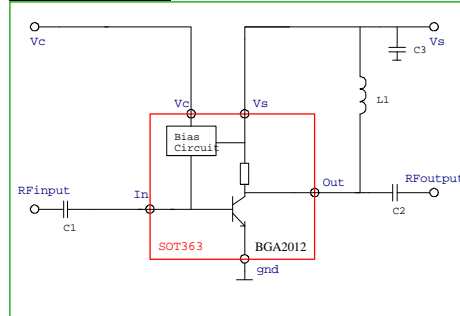 Vc
Vs
C3
L1
Vc
Vs
Bias
Circuit
Out
RFoutput
RFinput
In
C1
C2
SOT363
BGA2012
gnd